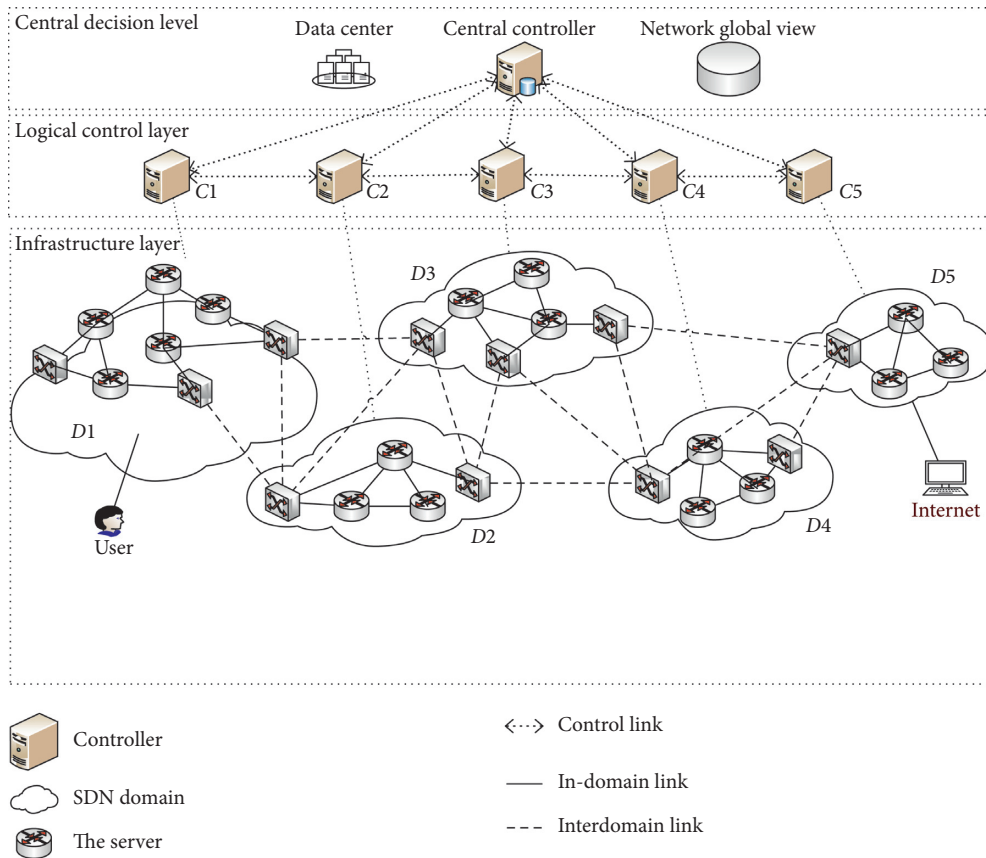 Central decision level
Data center
Central controller
Network global view
Logical control layer
C1
C2
C3
C4
C5
Infrastructure layer
D3
D5
D1
User
D2
D4
Internet
Controller
Control link
SDN domain
In-domain link
The server
Interdomain link